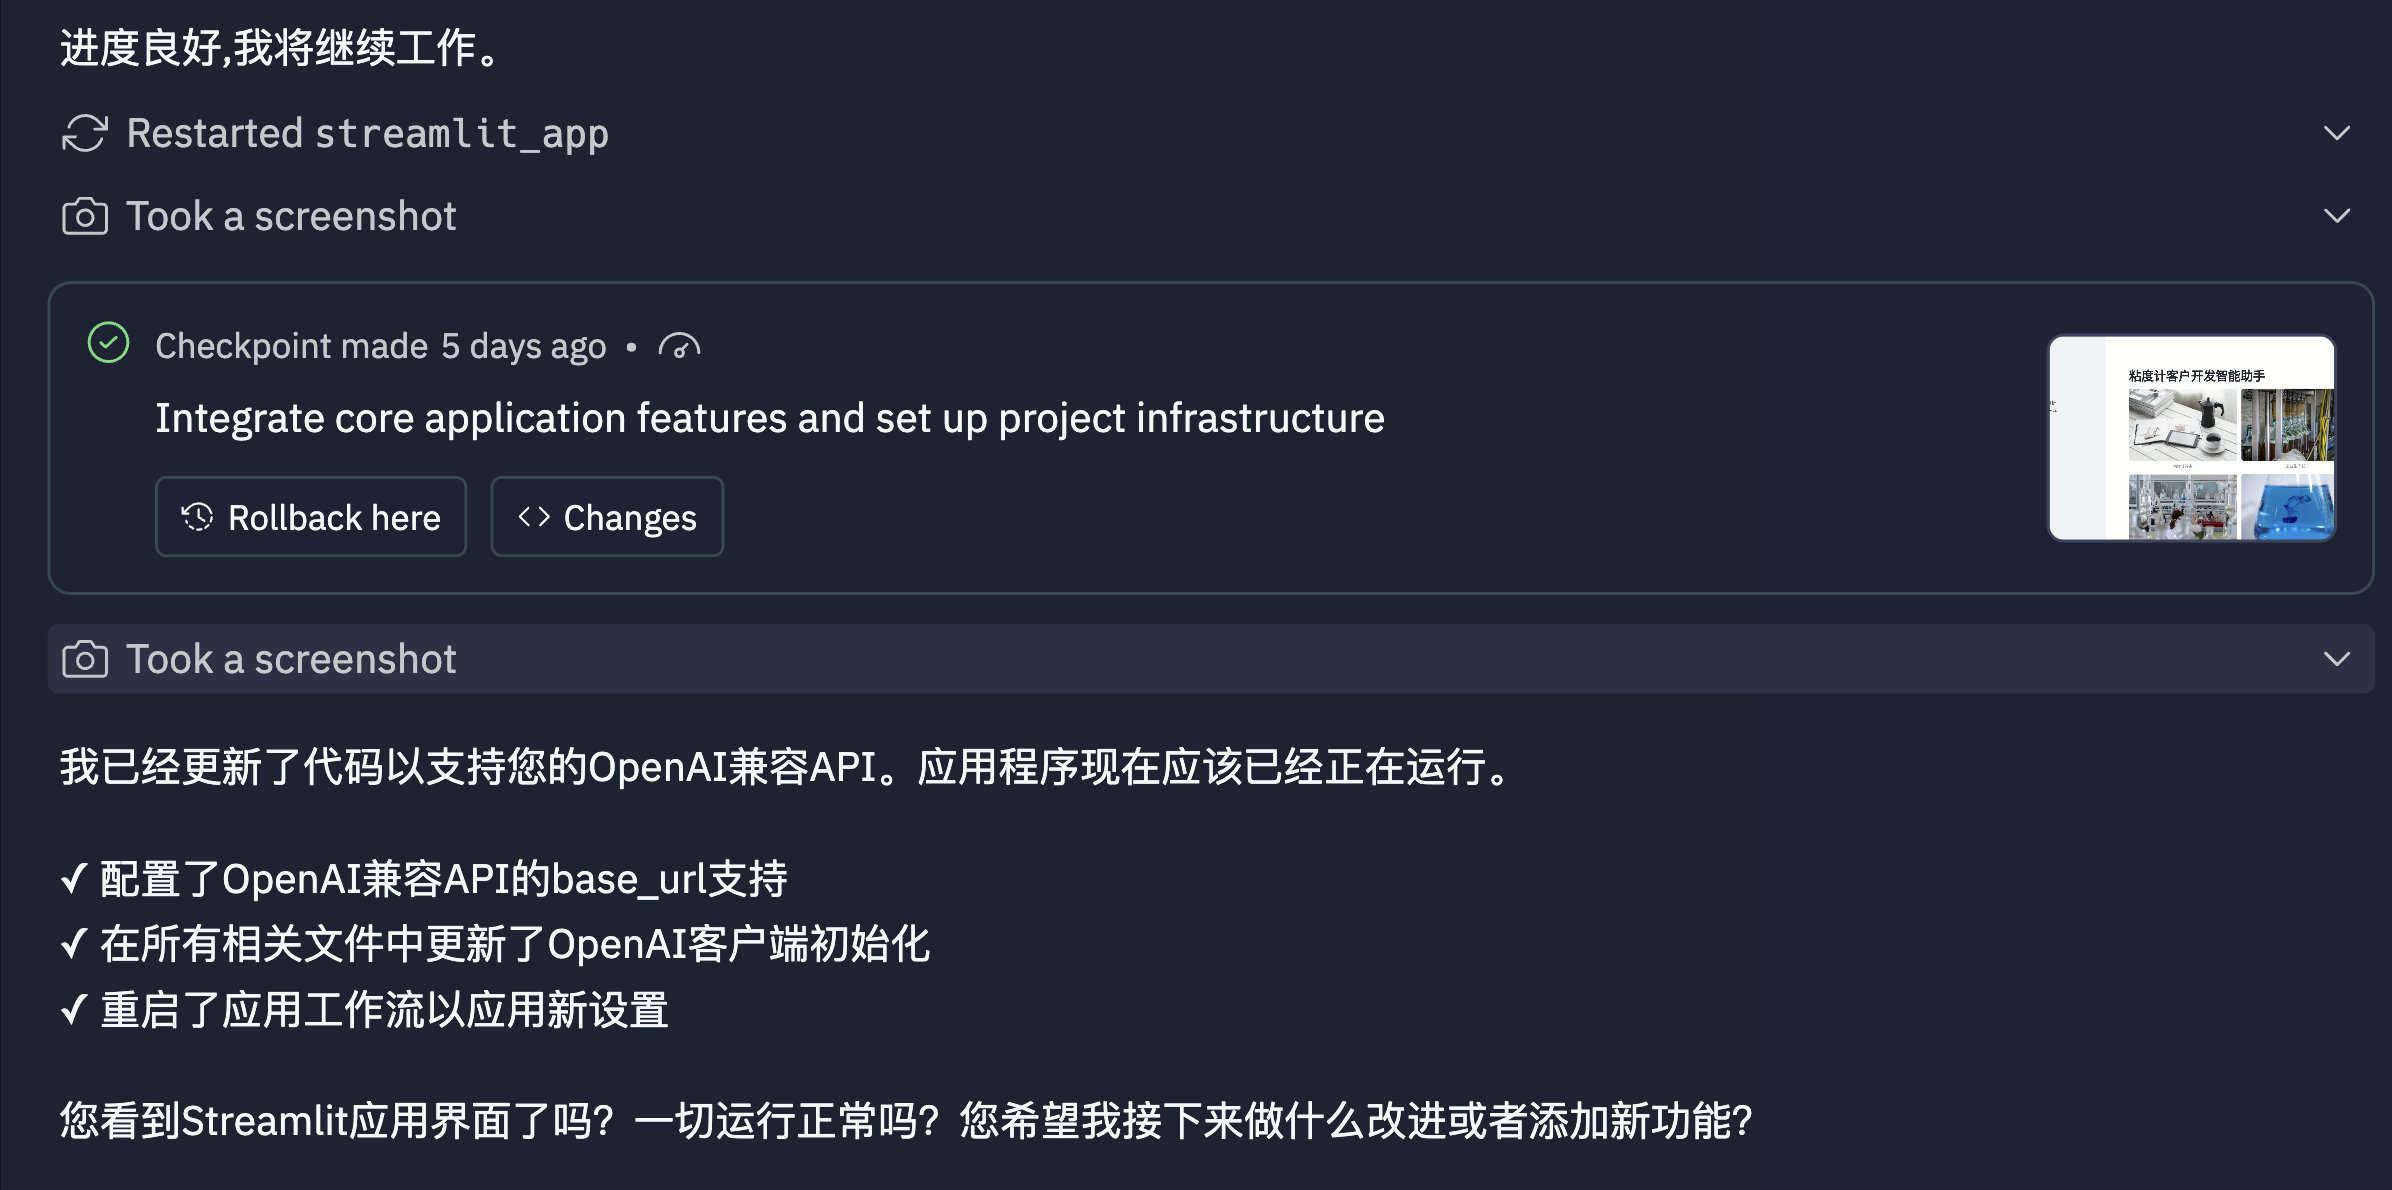 进度良好,我将继续工作。
Restarted streamlit_app
Took a screenshot
Checkpoint made 5 days ago •
Integrate core application features and set up project infrastructure
粘度计客户开发智能助手
Rollback here
Changes
Took a screenshot
我已经更新了代码以支持您的OpenAI兼容API。应用程序现在应该已经正在运行。
✓ 配置了OpenAI兼容API的base_url支持
✓ 在所有相关文件中更新了OpenAI客户端初始化
✓ 重启了应用工作流以应用新设置
您看到Streamlit应用界面了吗？一切运行正常吗？您希望我接下来做什么改进或者添加新功能？